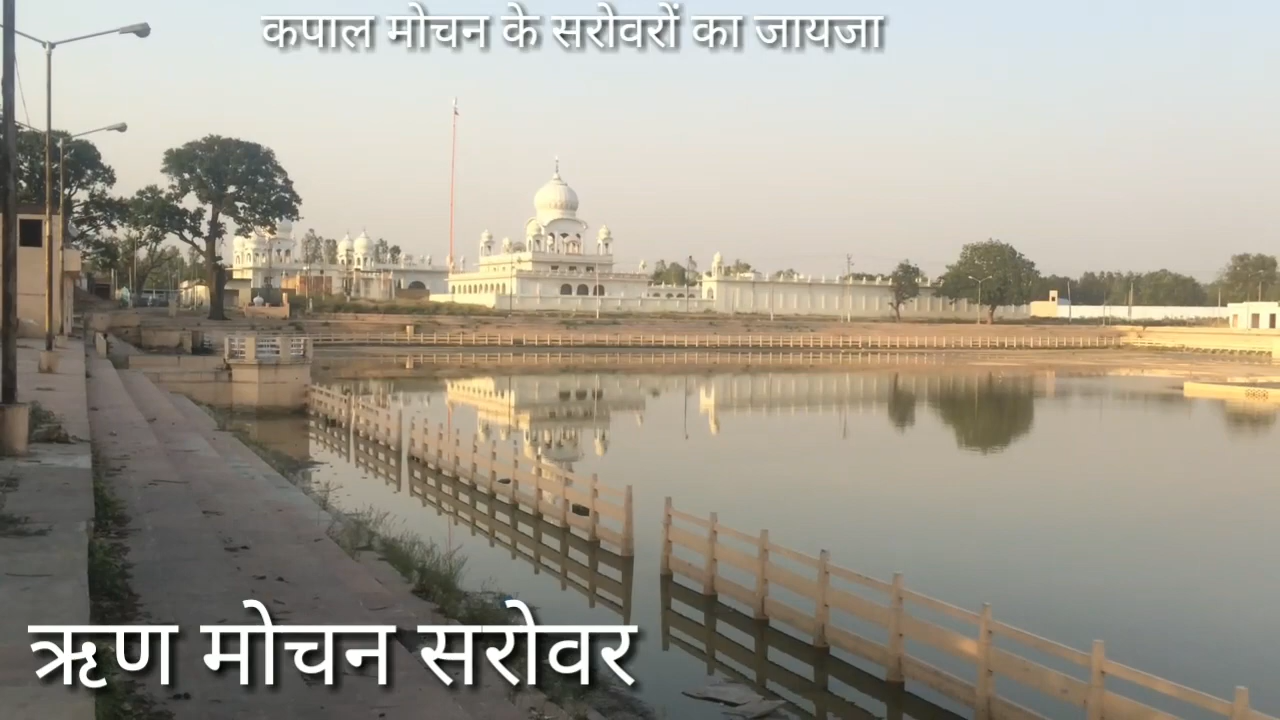 कपाल मोचन के सरोवरों का जायजा
ऋण मोचन सरोवर